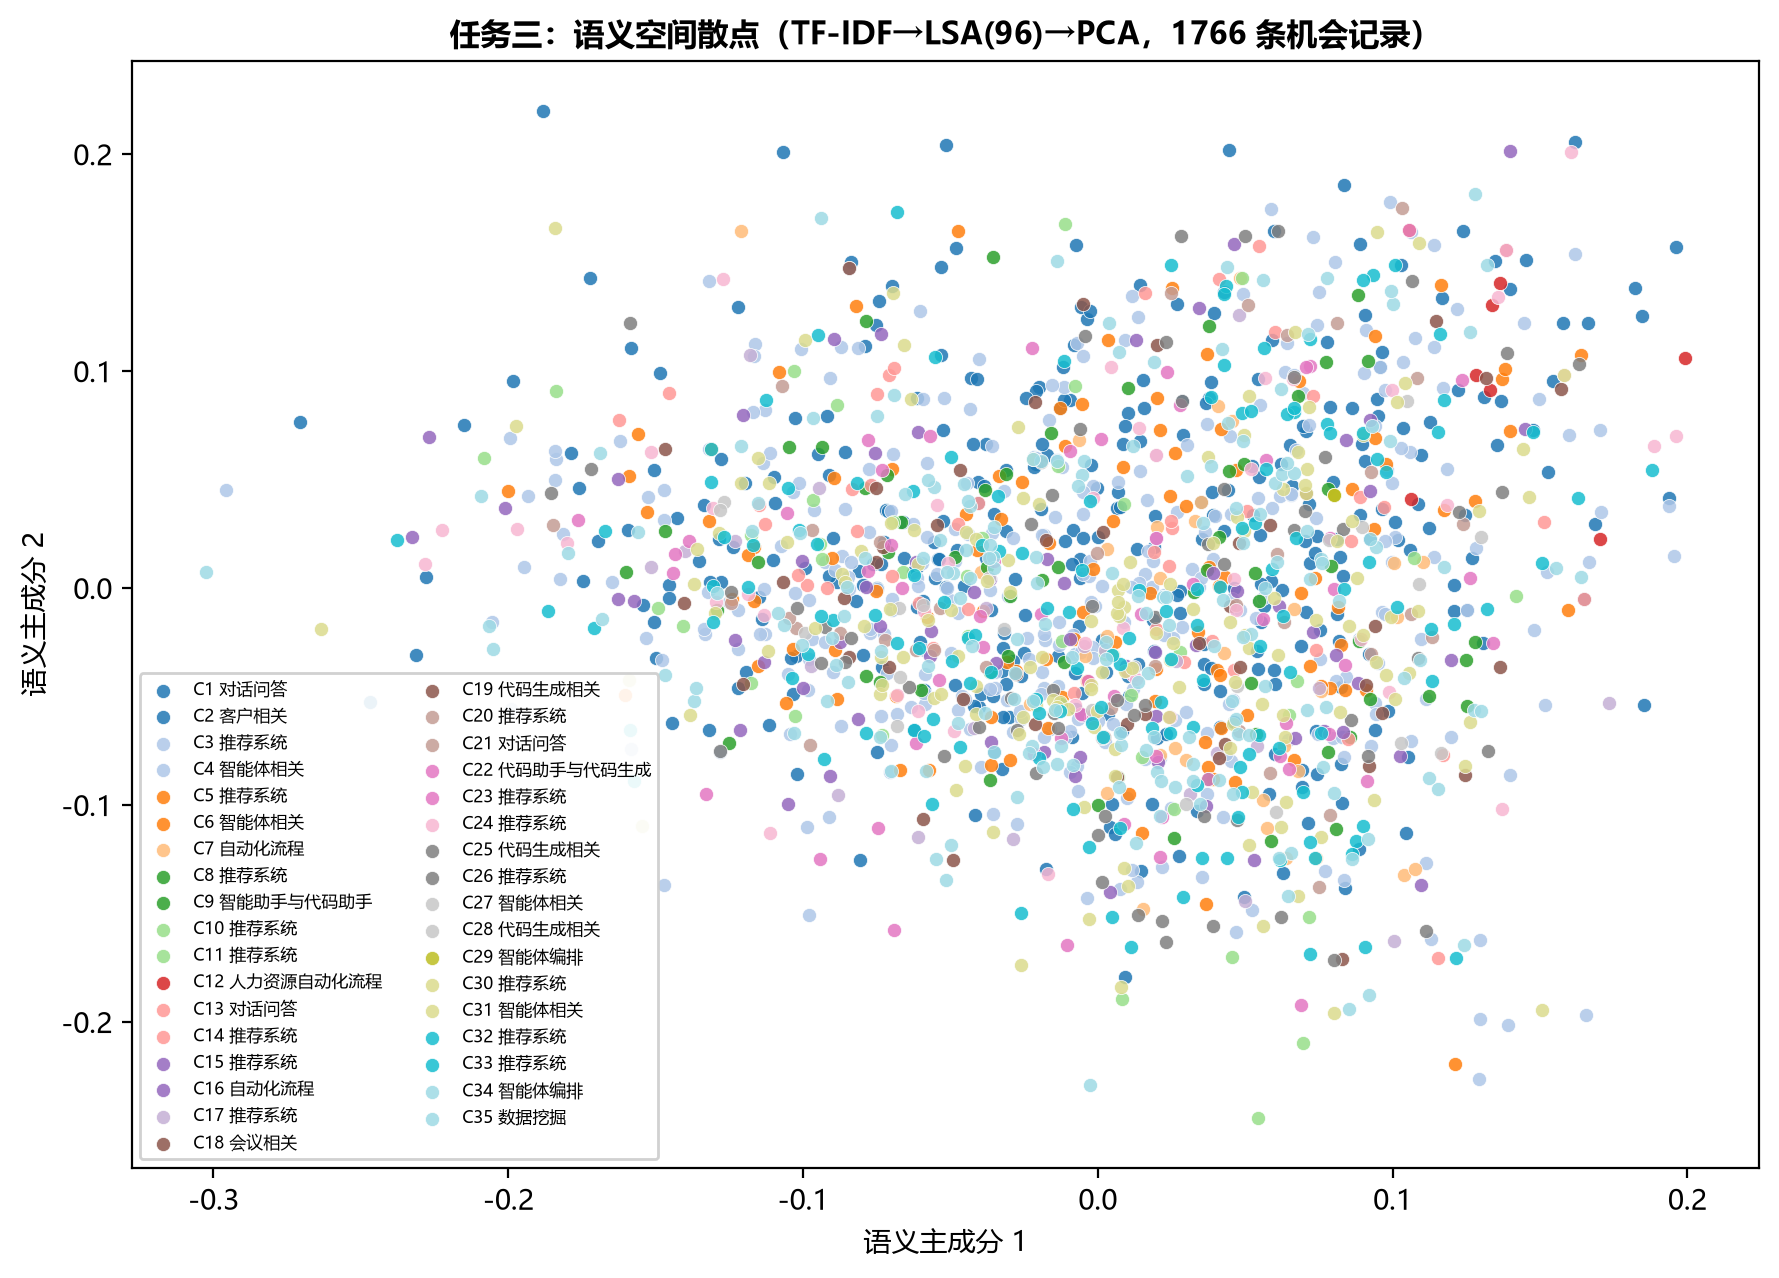 任务三：语义空间散点（TF-IDF→LSA(96)→PCA，1766 条机会记录）
语义主成分 2
0.2
0.1
0.0
-0.1
-0.2
C1 对话问答
C2 客户相关
C3 推荐系统
C4 智能体相关
C5 推荐系统
C6 智能体相关
C7 自动化流程
C8 推荐系统
C9 智能助手与代码助手
C10 推荐系统
C11 推荐系统
C12 人力资源自动化流程
C13 对话问答
C14 推荐系统
C15 推荐系统
C16 自动化流程
C17 推荐系统
C18 会议相关
C19 代码生成相关
C20 推荐系统
C21 对话问答
C22 代码助手与代码生成
C23 推荐系统
C24 推荐系统
C25 代码生成相关
C26 推荐系统
C27 智能体相关
C28 代码生成相关
C29 智能体编排
C30 推荐系统
C31 智能体相关
C32 推荐系统
C33 推荐系统
C34 智能体编排
C35 数据挖掘
-0.3
-0.2
-0.1
0.0
0.1
0.2
语义主成分 1